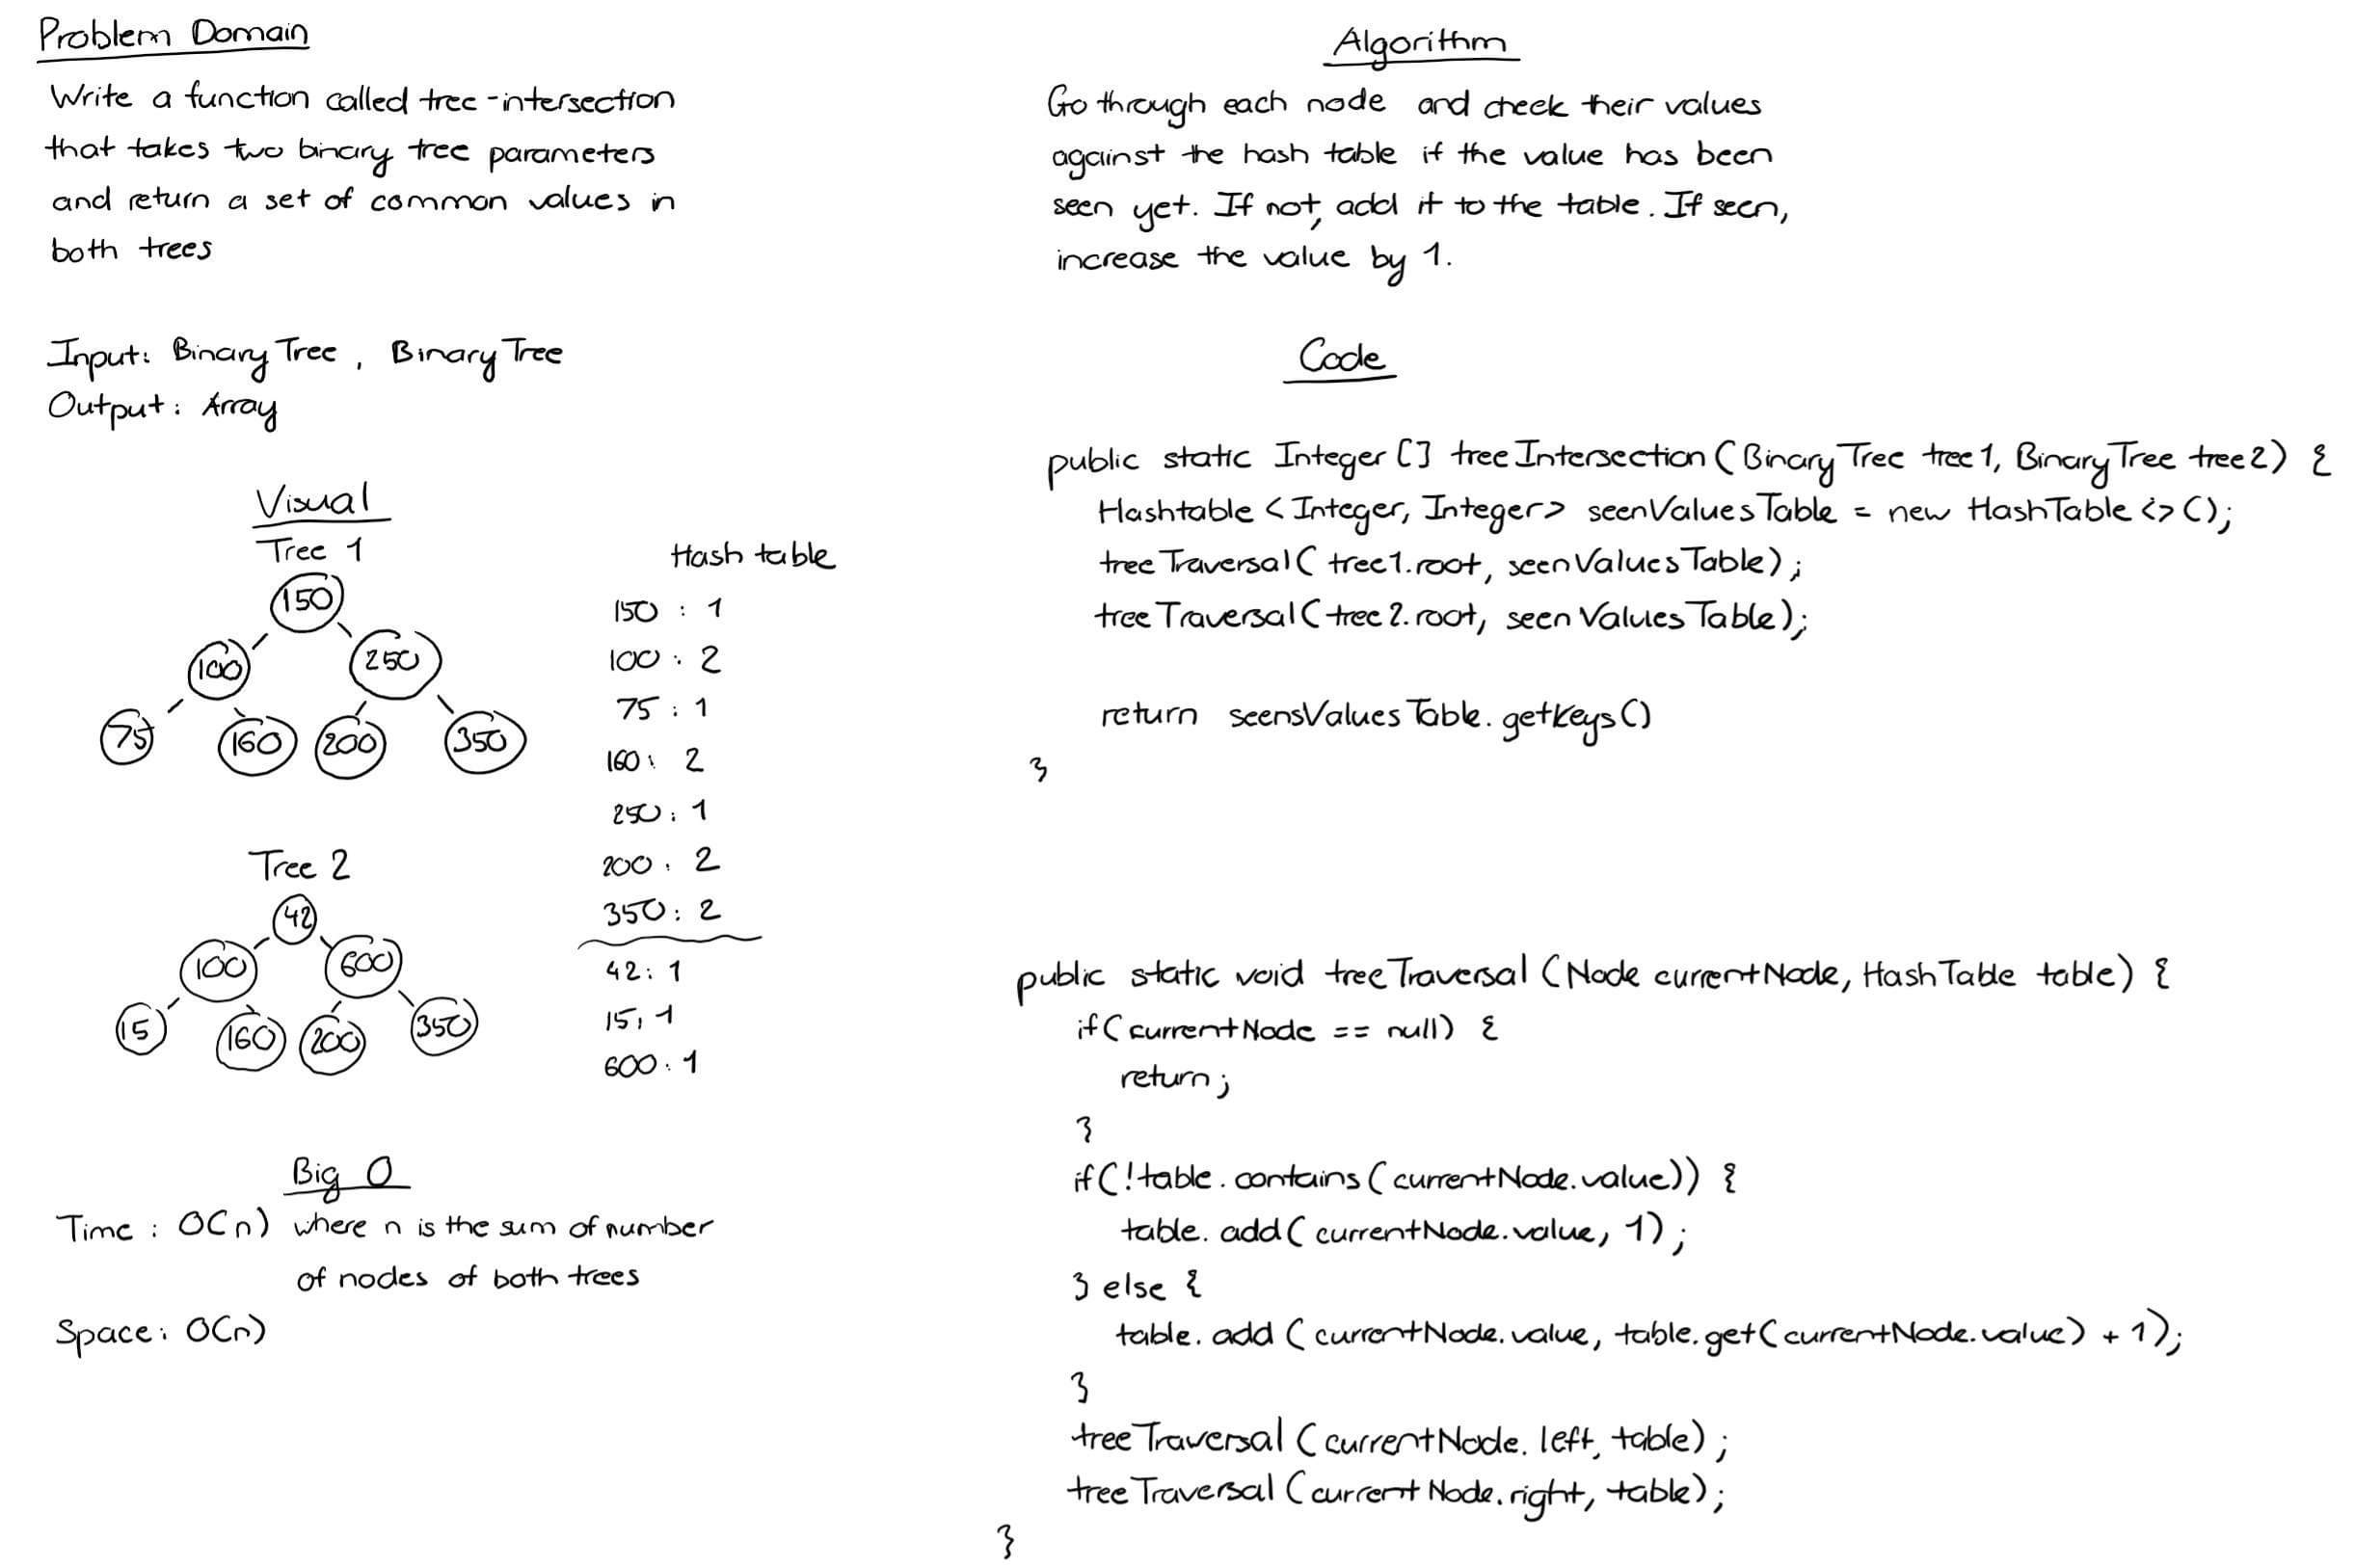 Problem Domain
Write a function called tree-intersection
that takes two binary tree parameters
and return a set of common values in
both trees
Input: Binary Tree, Binary Tree
Output: Array
Visual
Tree 1
150
100 250
75 160 200 350
Tree 2
42
100 600
15 160 200 350
Hash table
150 : 1
100 : 2
75 : 1
160 : 2
250 : 1
200 : 2
350 : 2
42 : 1
15 : 1
600 : 1
Big O
Time : O(n) where n is the sum of number
of nodes of both trees
Space : O(n)
Algorithm
Go through each node and check their values
against the hash table if the value has been
seen yet. If not, add it to the table. If seen,
increase the value by 1.
Code
public static Integer [] treeIntersection (BinaryTree tree1, BinaryTree tree2) {
Hashtable <Integer, Integer> seenValuesTable = new HashTable <> ();
treeTraversal( tree1.root, seenValuesTable);
treeTraversal( tree2.root, seenValuesTable);
return seensValuesTable.getKeys()
}
public static void treeTraversal (Node currentNode, HashTable table) {
if (currentNode == null) {
return;
}
if (!table.contains(currentNode.value)) {
table.add(currentNode.value, 1);
} else {
table.add (currentNode.value, table.get(currentNode.value) + 1);
}
treeTraversal (currentNode.left, table);
treeTraversal (currentNode.right, table);
}